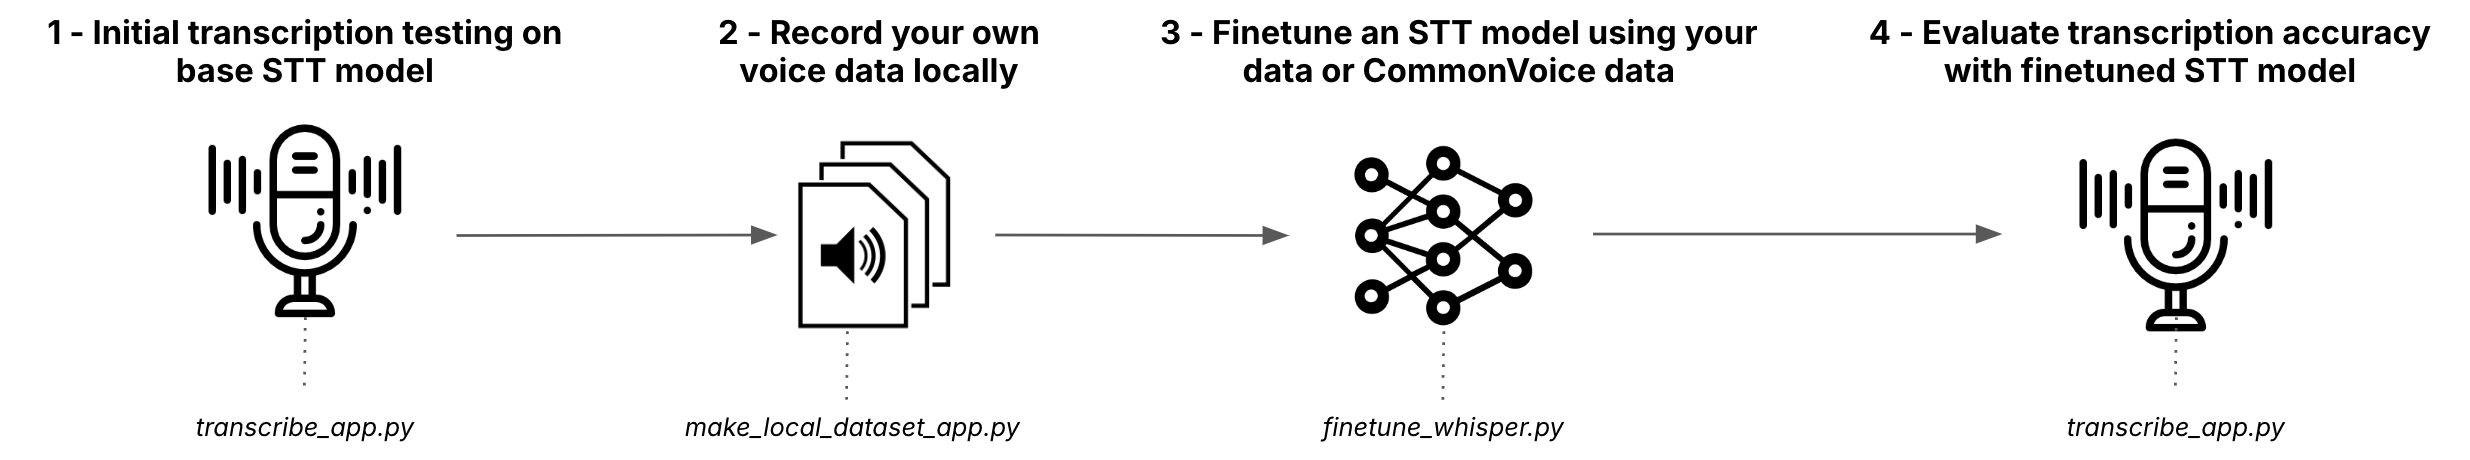 1 - Initial transcription testing on
base STT model
2 - Record your own
voice data locally
3 - Finetune an STT model using your
data or CommonVoice data
4 - Evaluate transcription accuracy
with finetuned STT model
transcribe_app.py
make_local_dataset_app.py
finetune_whisper.py
transcribe_app.py